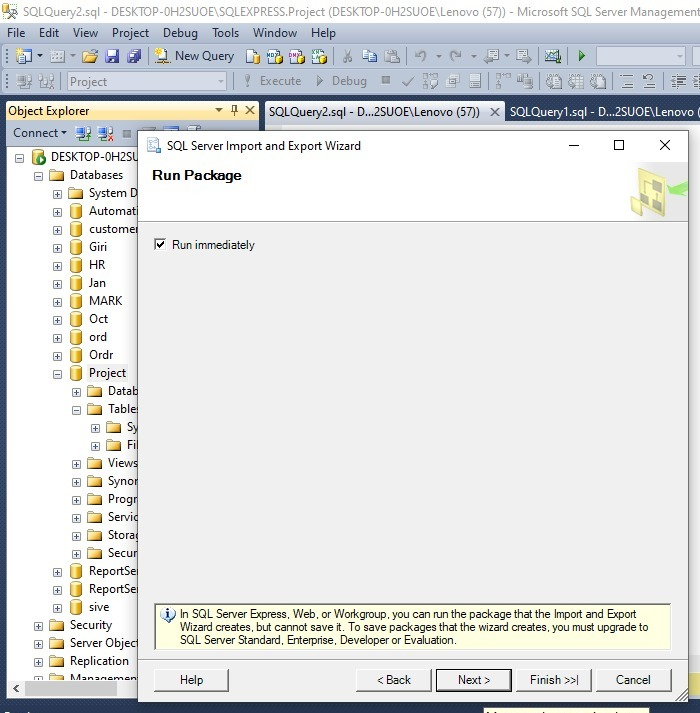 SQLQuery2.sql - DESKTOP-0H2SUOE\SQLEXPRESS.Project (DESKTOP-0H2SUOE\Lenovo (57)) - Microsoft SQL Server Management
File Edit View Project Debug Tools Window Help
New Query
Project Execute Debug
Object Explorer
SQLQuery2.sql - D...2SUOE\Lenovo (57))
SQLQuery1.sql - D...2SUOE\Lenovo (
Connect
DESKTOP-0H2SU
Databases
System D
Automati
customer
Giri
HR
Jan
MARK
Oct
ord
Ordr
Project
Datab
Table
Sy
Fi
Views
Synor
Progr
Servic
Storag
Secur
ReportSe
ReportSe
sive
Security
Server Object
Replication
Management
SQL Server Import and Export Wizard
Run Package
Run immediately
In SQL Server Express, Web, or Workgroup, you can run the package that the Import and Export
Wizard creates, but cannot save it. To save packages that the wizard creates, you must upgrade to
SQL Server Standard, Enterprise, Developer or Evaluation.
Help
< Back
Next >
Finish >>|
Cancel